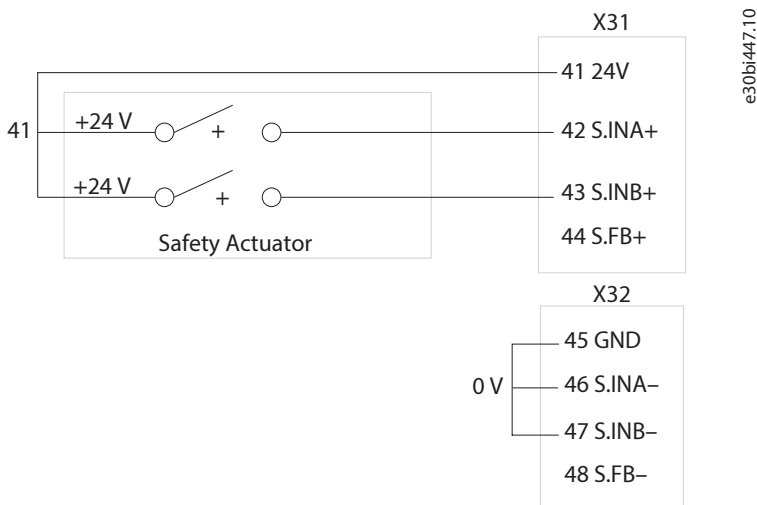 X31
e30bi447.10
41 24V
41
+24 V
+
42 S.INA+
+24 V
+
43 S.INB+
44 S.FB+
Safety Actuator
X32
45 GND
0 V
46 S.INA–
47 S.INB–
48 S.FB–